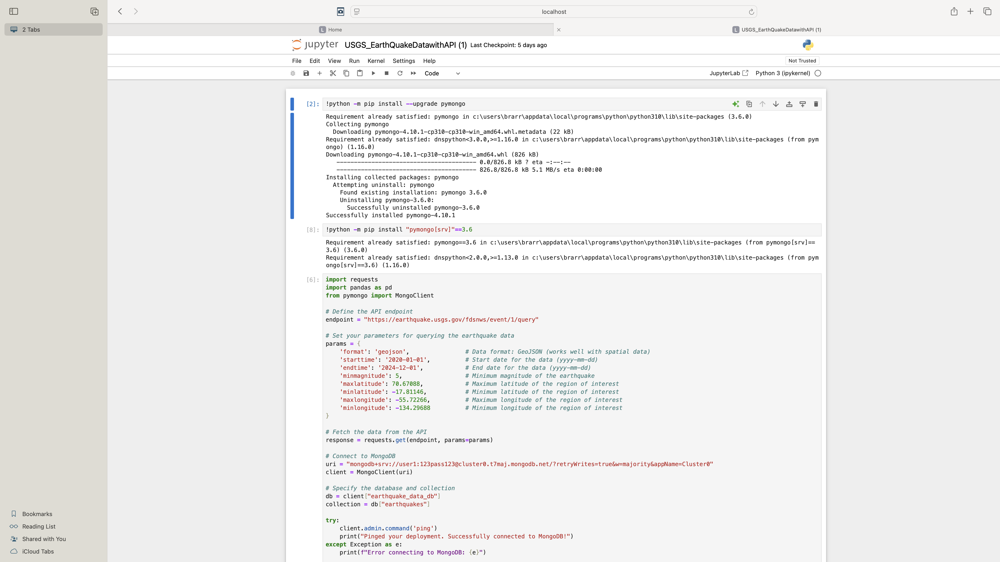 localhost
2 Tabs
L Home
L USGS_EarthQuakeDatawithAPI (1)
jupyter USGS_EarthQuakeDatawithAPI (1) Last Checkpoint: 5 days ago
File Edit View Run Kernel Settings Help
Not Trusted
Code
JupyterLab Python 3 (ipykernel)
[2]: !python -m pip install --upgrade pymongo
Requirement already satisfied: pymongo in c:\users\brarr\appdata\local\programs\python\python310\lib\site-packages (3.6.0)
Collecting pymongo
  Downloading pymongo-4.10.1-cp310-cp310-win_amd64.whl.metadata (22 kB)
Requirement already satisfied: dnspython<3.0.0,>=1.16.0 in c:\users\brarr\appdata\local\programs\python\python310\lib\site-packages (from pym
ongo) (1.16.0)
Downloading pymongo-4.10.1-cp310-cp310-win_amd64.whl (826 kB)
   ---------------------------------------- 0.0/826.8 kB ? eta -:--:--
   ---------------------------------------- 826.8/826.8 kB 5.1 MB/s eta 0:00:00
Installing collected packages: pymongo
  Attempting uninstall: pymongo
    Found existing installation: pymongo 3.6.0
    Uninstalling pymongo-3.6.0:
      Successfully uninstalled pymongo-3.6.0
Successfully installed pymongo-4.10.1
[8]: !python -m pip install "pymongo[srv]"==3.6
Requirement already satisfied: pymongo==3.6 in c:\users\brarr\appdata\local\programs\python\python310\lib\site-packages (from pymongo[srv]==
3.6) (3.6.0)
Requirement already satisfied: dnspython<2.0.0,>=1.13.0 in c:\users\brarr\appdata\local\programs\python\python310\lib\site-packages (from pym
ongo[srv]==3.6) (1.16.0)
[6]: import requests
import pandas as pd
from pymongo import MongoClient
# Define the API endpoint
endpoint = "https://earthquake.usgs.gov/fdsnws/event/1/query"
# Set your parameters for querying the earthquake data
params = {
    'format': 'geojson', # Data format: GeoJSON (works well with spatial data)
    'starttime': '2020-01-01', # Start date for the data (yyyy-mm-dd)
    'endtime': '2024-12-01', # End date for the data (yyyy-mm-dd)
    'minmagnitude': 5, # Minimum magnitude of the earthquake
    'maxlatitude': 70.67088, # Maximum latitude of the region of interest
    'minlatitude': -17.81146, # Minimum latitude of the region of interest
    'maxlongitude': -55.72266, # Maximum longitude of the region of interest
    'minlongitude': -134.29688 # Minimum longitude of the region of interest
}
# Fetch the data from the API
response = requests.get(endpoint, params=params)
# Connect to MongoDB
uri = "mongodb+srv://user1:123pass123@cluster0.t7maj.mongodb.net/?retryWrites=true&w=majority&appName=Cluster0"
client = MongoClient(uri)
# Specify the database and collection
db = client["earthquake_data_db"]
collection = db["earthquakes"]
try:
    client.admin.command('ping')
    print("Pinged your deployment. Successfully connected to MongoDB!")
except Exception as e:
    print(f"Error connecting to MongoDB: {e}")
Bookmarks
Reading List
Shared with You
iCloud Tabs